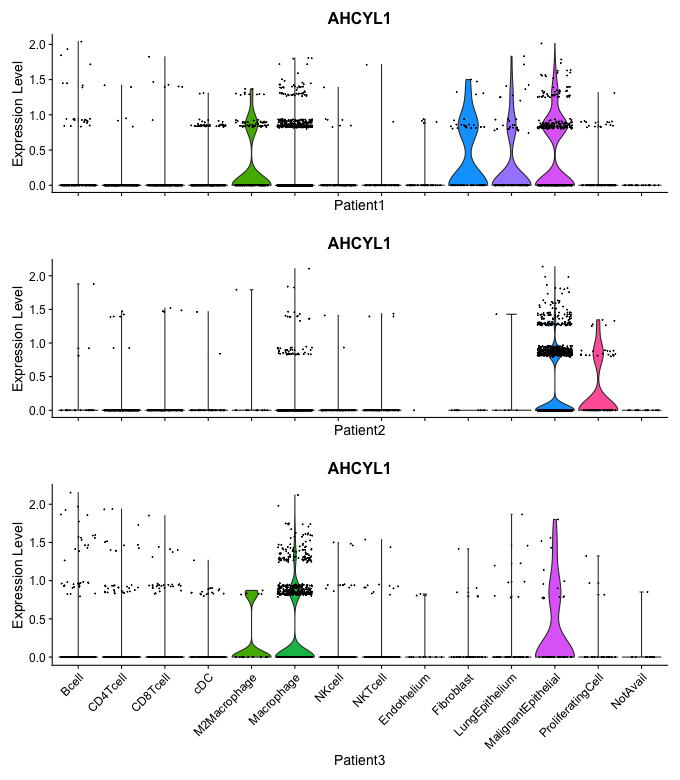 AHCYL1
Expression Level
2.0
1.5
1.0
0.5
0.0
Patient1
AHCYL1
Expression Level
2.0
1.5
1.0
0.5
0.0
Patient2
AHCYL1
Expression Level
2.0
1.5
1.0
0.5
0.0
Bcell
CD4Tcell
CD8Tcell
cDC
M2Macrophage
Macrophage
NKcell
NKTcell
Endothelium
Fibroblast
LungEpithelium
MalignantEpithelial
ProliferatingCell
NotAvail
Patient3